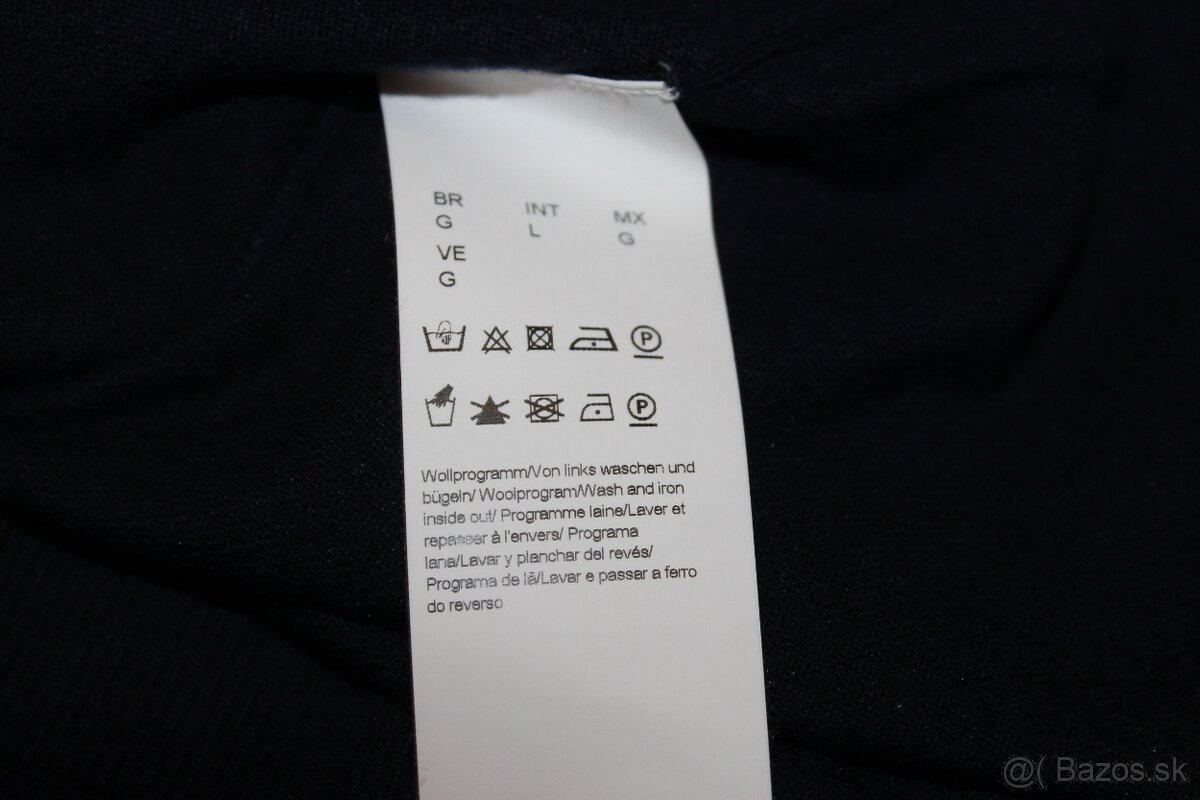 BR INT MX
G L G
VE
G
P
P
Wollprogramm/Von links waschen und
bügeln/ Woolprogram/Wash and iron
inside out/ Programme laine/Laver et
repasser à l'envers/ Programa
lana/Lavar y planchar del revés/
Programa de lã/Lavar e passar a ferro
do reverso
@( Bazos.sk